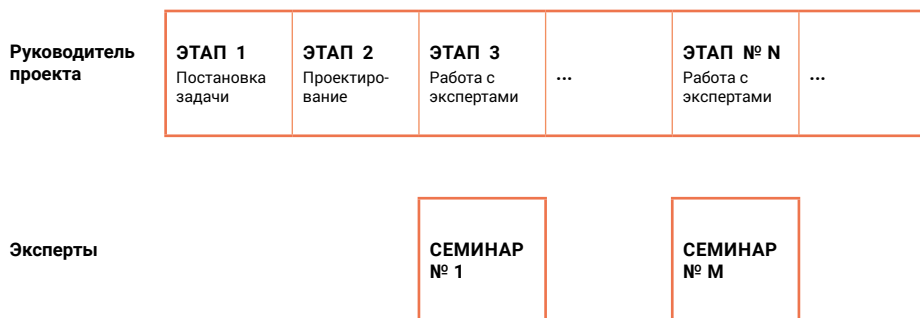 Руководитель
проекта
ЭТАП 1
Постановка
задачи
ЭТАП 2
Проектиро-
вание
ЭТАП 3
Работа с
экспертами
...
ЭТАП № N
Работа с
экспертами
...
Эксперты
СЕМИНАР
№ 1
СЕМИНАР
№ M